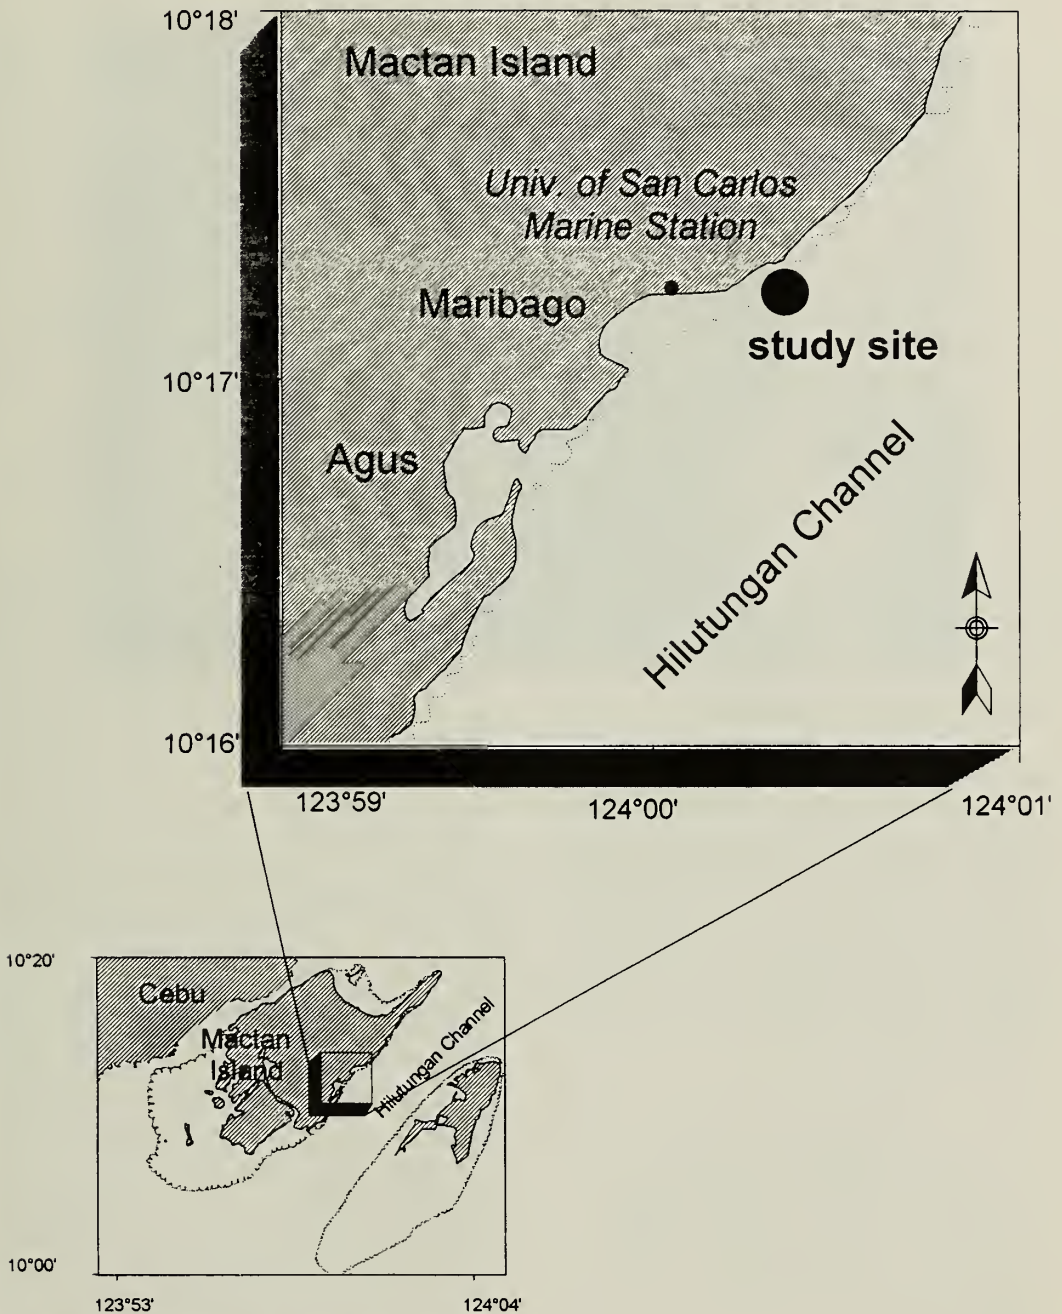 10°18'
Mactan Island
Univ. of San Carlos
Marine Station
Maribago
study site
10°17'
Agus
Hilutungan Channel
10°16'
123°59'
124°00'
124°01'
10°20'
Cebu
Mactan
Island
Hilutungan Channel
10°00'
123°53'
124°04'